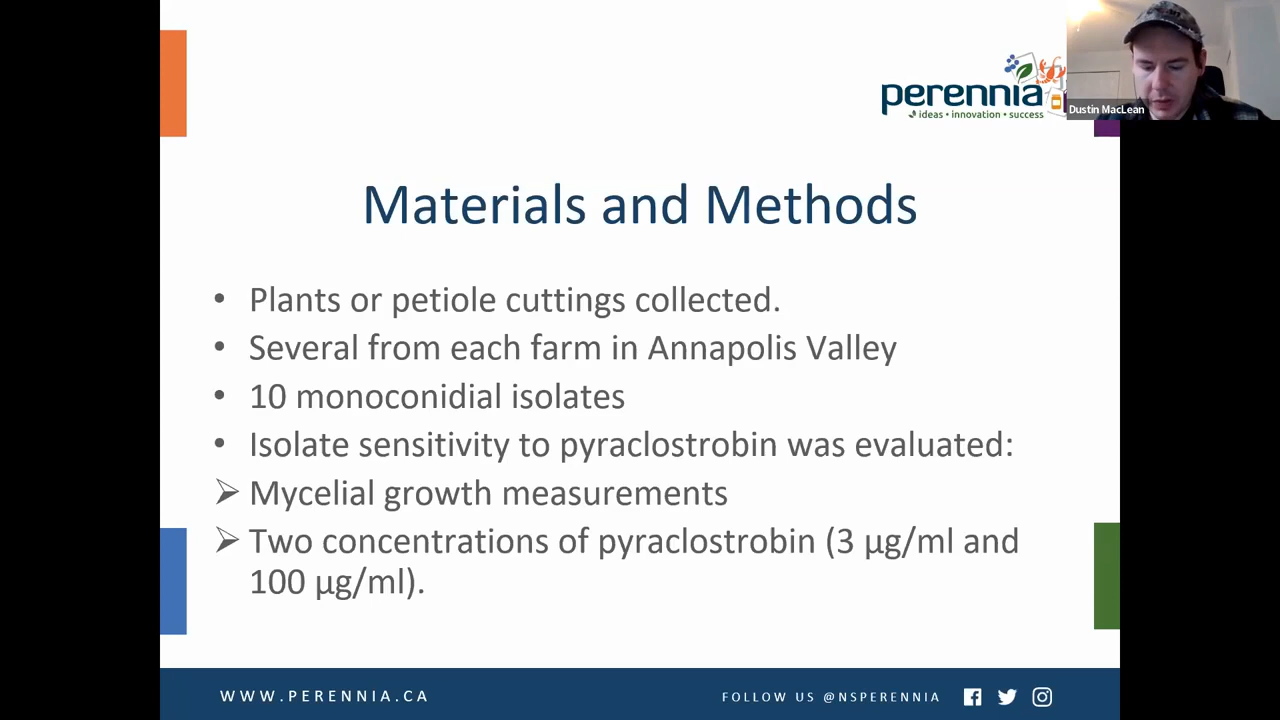 perennia
ideas • innovation • success
Dustin MacLean
Materials and Methods
• Plants or petiole cuttings collected.
• Several from each farm in Annapolis Valley
• 10 monoconidial isolates
• Isolate sensitivity to pyraclostrobin was evaluated:
➢ Mycelial growth measurements
➢ Two concentrations of pyraclostrobin (3 µg/ml and
100 µg/ml).
WWW.PERENNIA.CA
FOLLOW US @NSPERENNIA